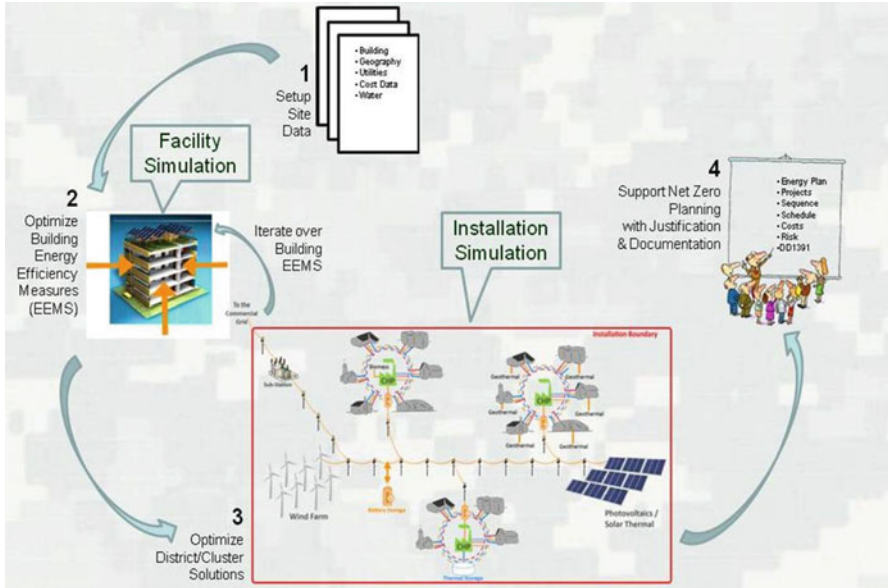 1
Setup
Site
Data
•Building
•Geography
•Utilities
•Cost Data
•Water
Facility
Simulation
2
Optimize
Building
Energy
Efficiency
Measures
(EEMS)
Iterate over
Building
EEMS
To the
Commercial
Grid
Installation
Simulation
4
Support Net Zero
Planning
with Justification
& Documentation
•Energy Plan
•Projects
•Sequence
•Schedule
•Costs
•Risk
•DD1391
Installation Boundary
Sub-Station
Biomass
CHP
Geothermal
Geothermal
Geothermal
Geothermal
Geothermal
Geothermal
CHP
Wind Farm
Battery Storage
Photovoltaics /
Solar Thermal
CHP
Thermal Storage
3
Optimize
District/Cluster
Solutions